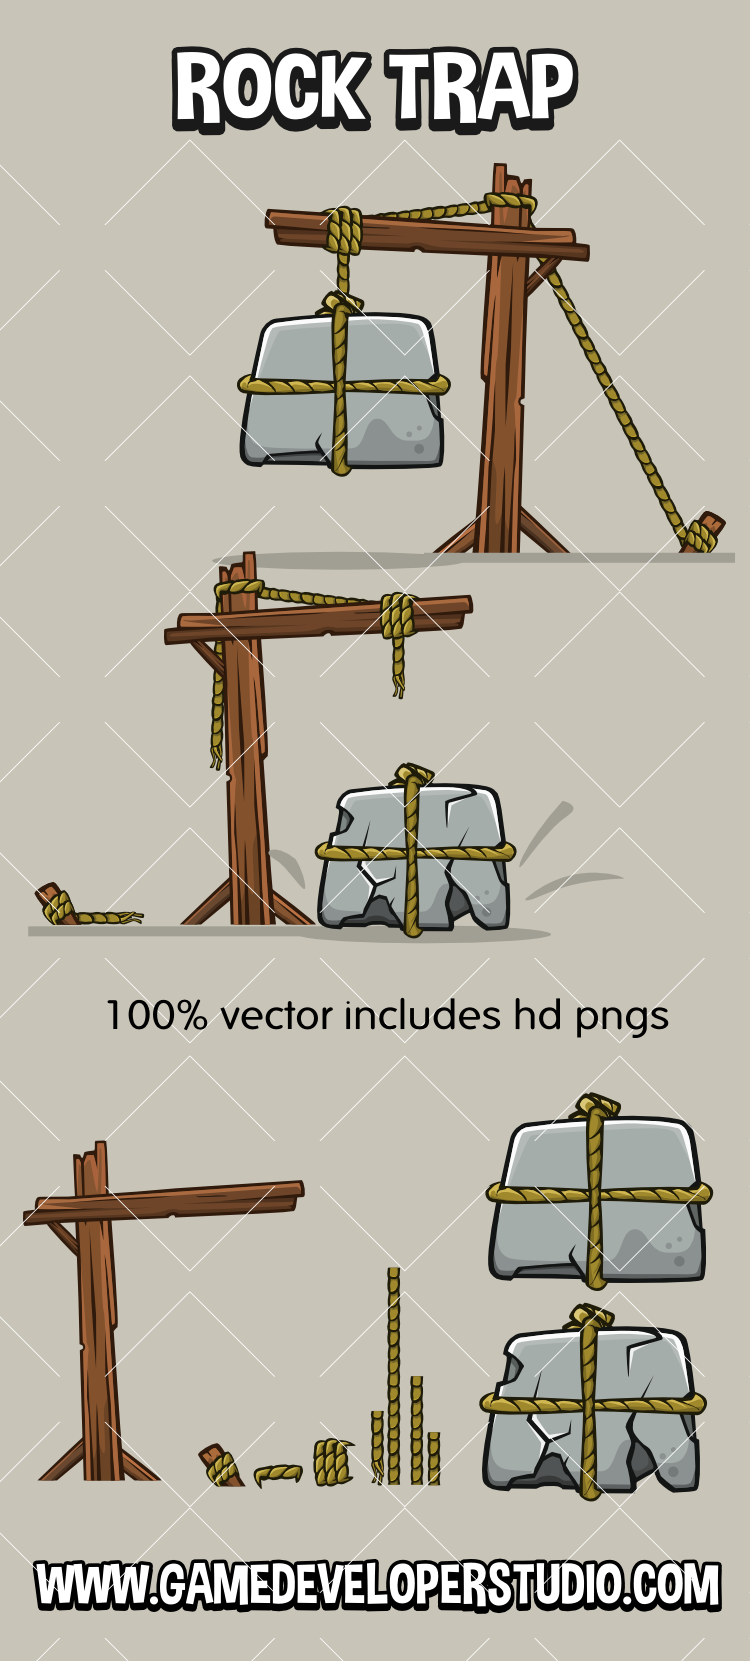 ROCK TRAP
100% vector includes hd pngs
WWW.GAMEDEVELOPERSTUDIO.COM